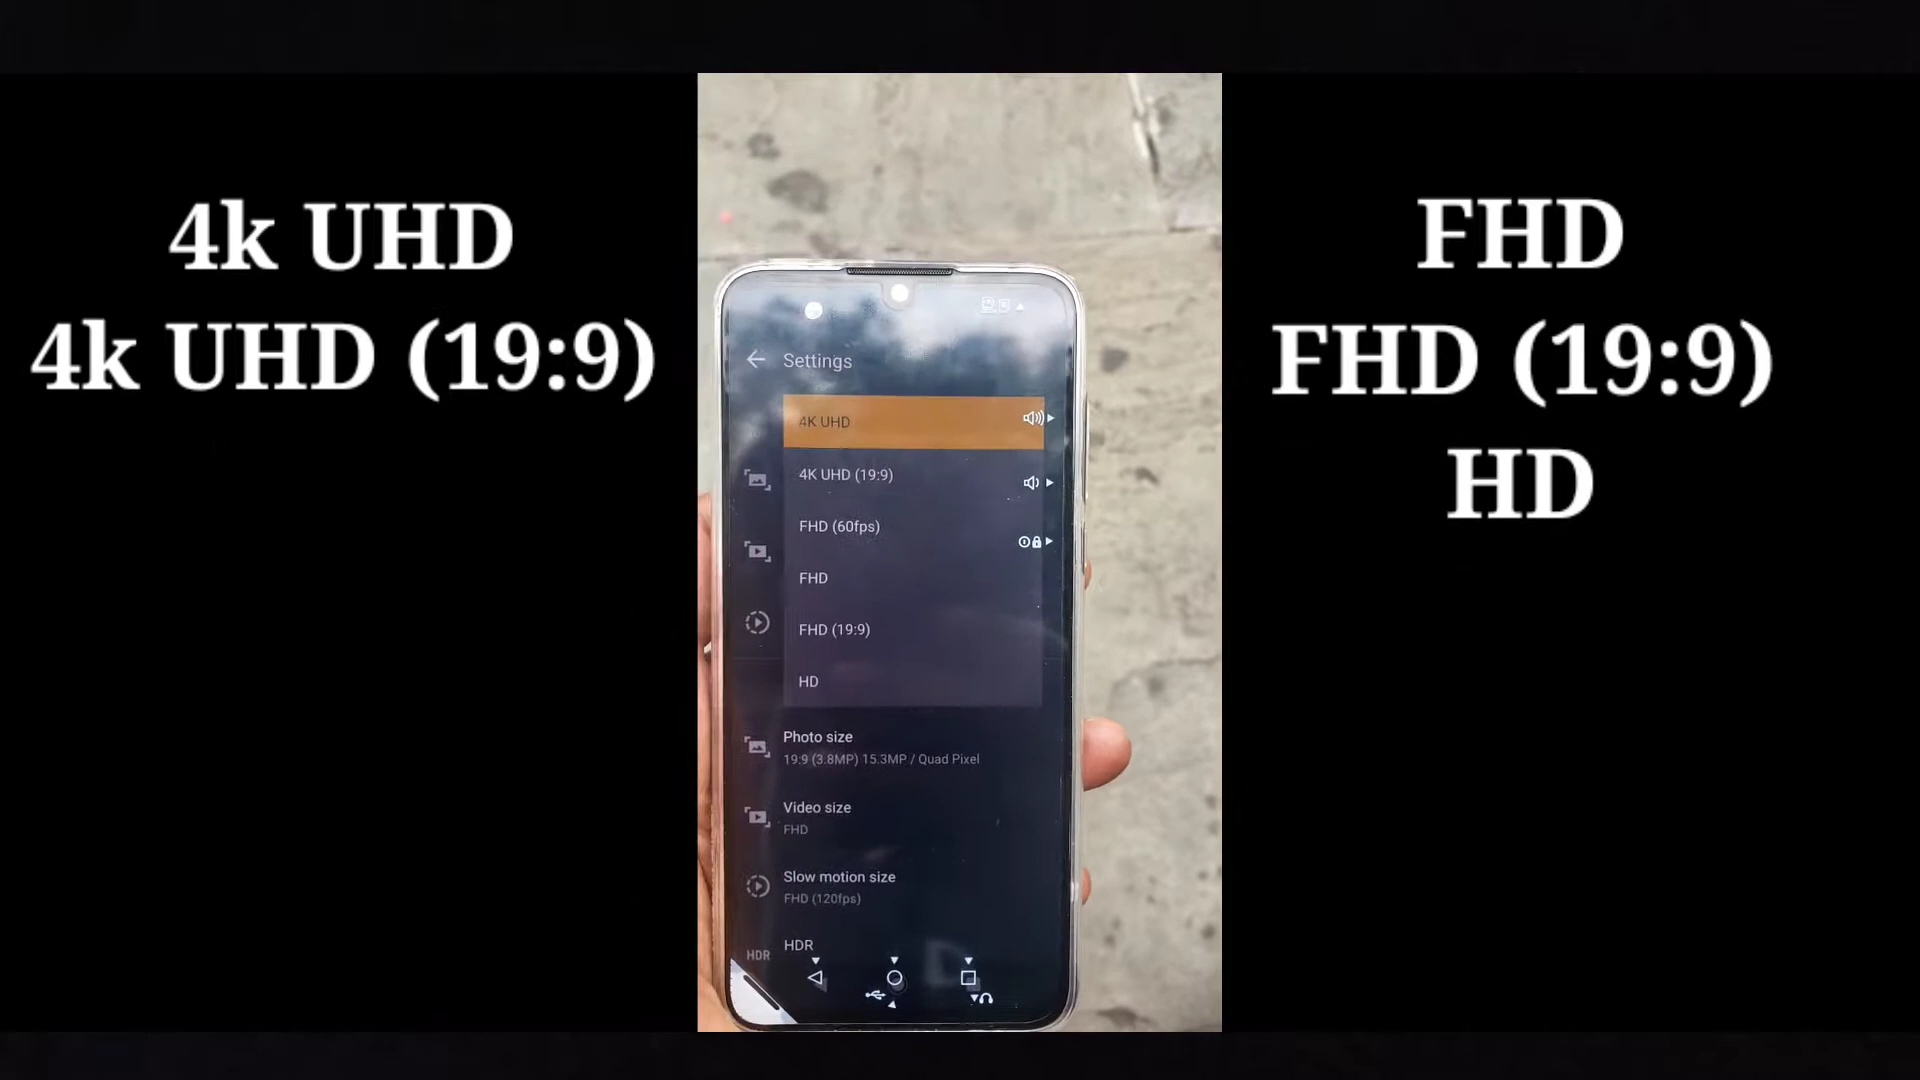 4k UHD
4k UHD (19:9)
Settings
4K UHD
4K UHD (19:9)
FHD (60fps)
FHD
FHD (19:9)
HD
Photo size
19:9 (3.8MP) 15.3MP / Quad Pixel
Video size
FHD
Slow motion size
FHD (120fps)
HDR
HDR
FHD
FHD (19:9)
HD